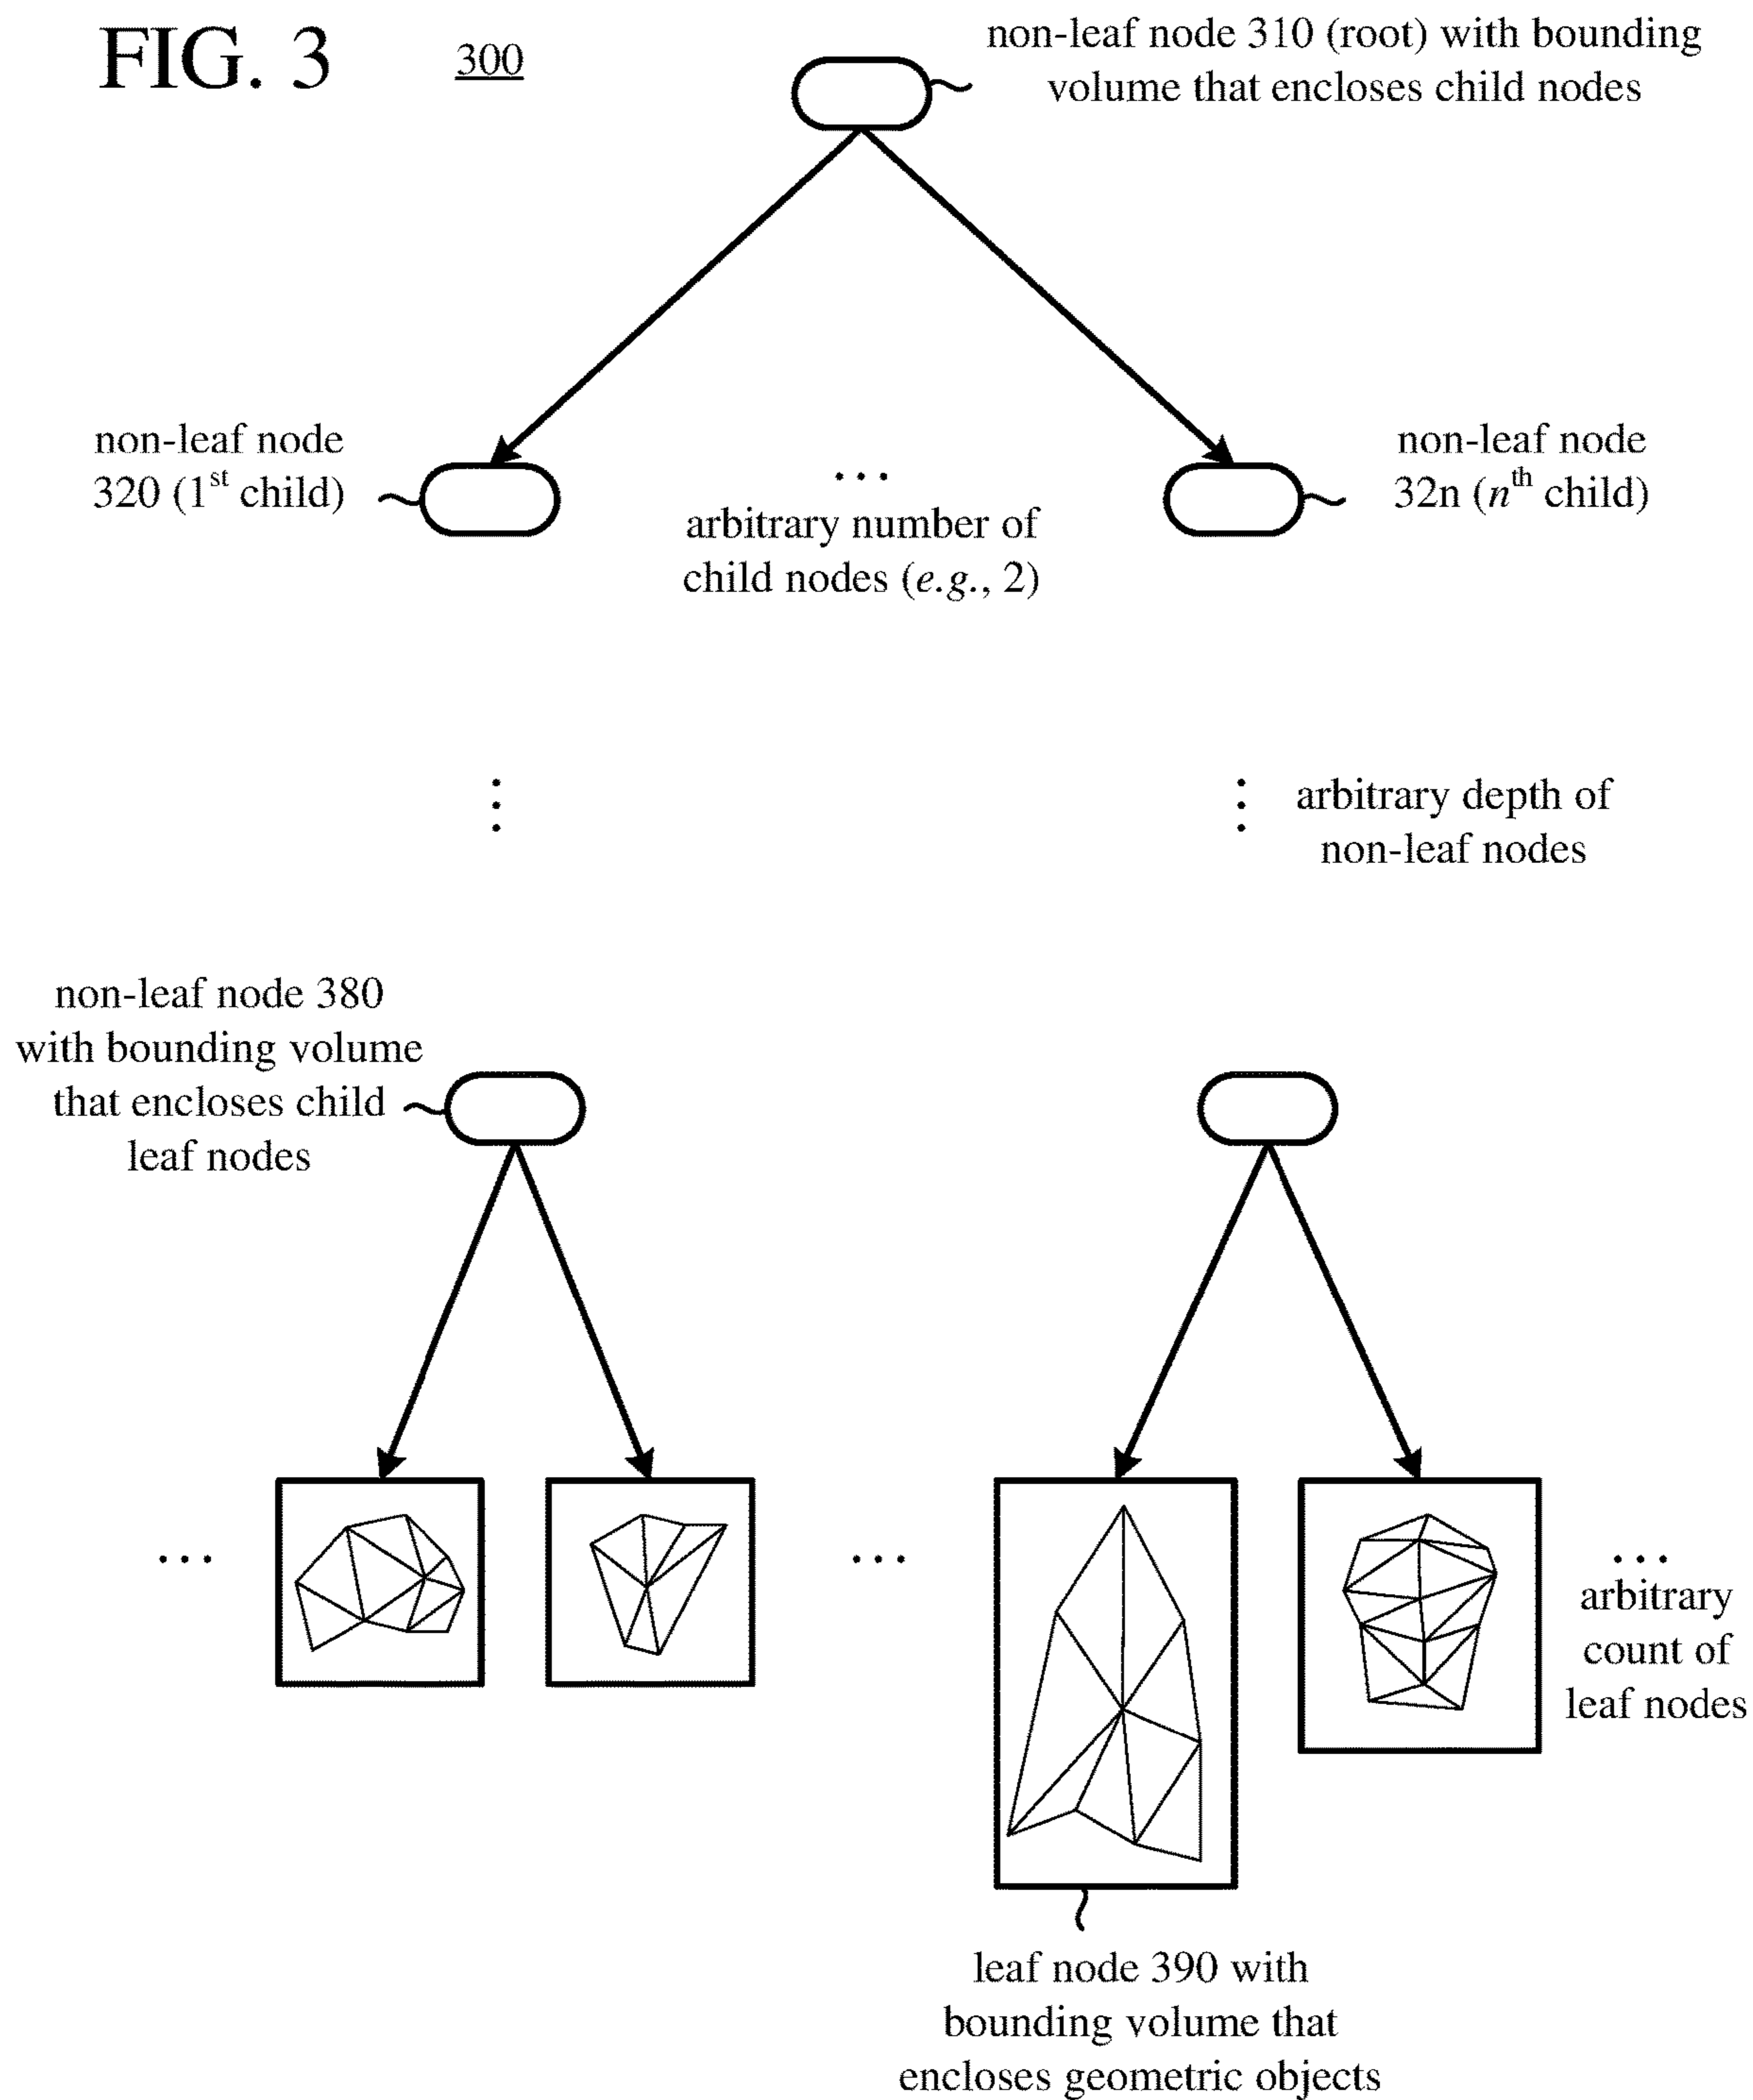 FIG. 3
300
non-leaf node 310 (root) with bounding
volume that encloses child nodes
non-leaf node
320 (1st child)
...
arbitrary number of
child nodes (e.g., 2)
non-leaf node
32n (nth child)
arbitrary depth of
non-leaf nodes
non-leaf node 380
with bounding volume
that encloses child
leaf nodes
...
...
...
arbitrary
count of
leaf nodes
leaf node 390 with
bounding volume that
encloses geometric objects